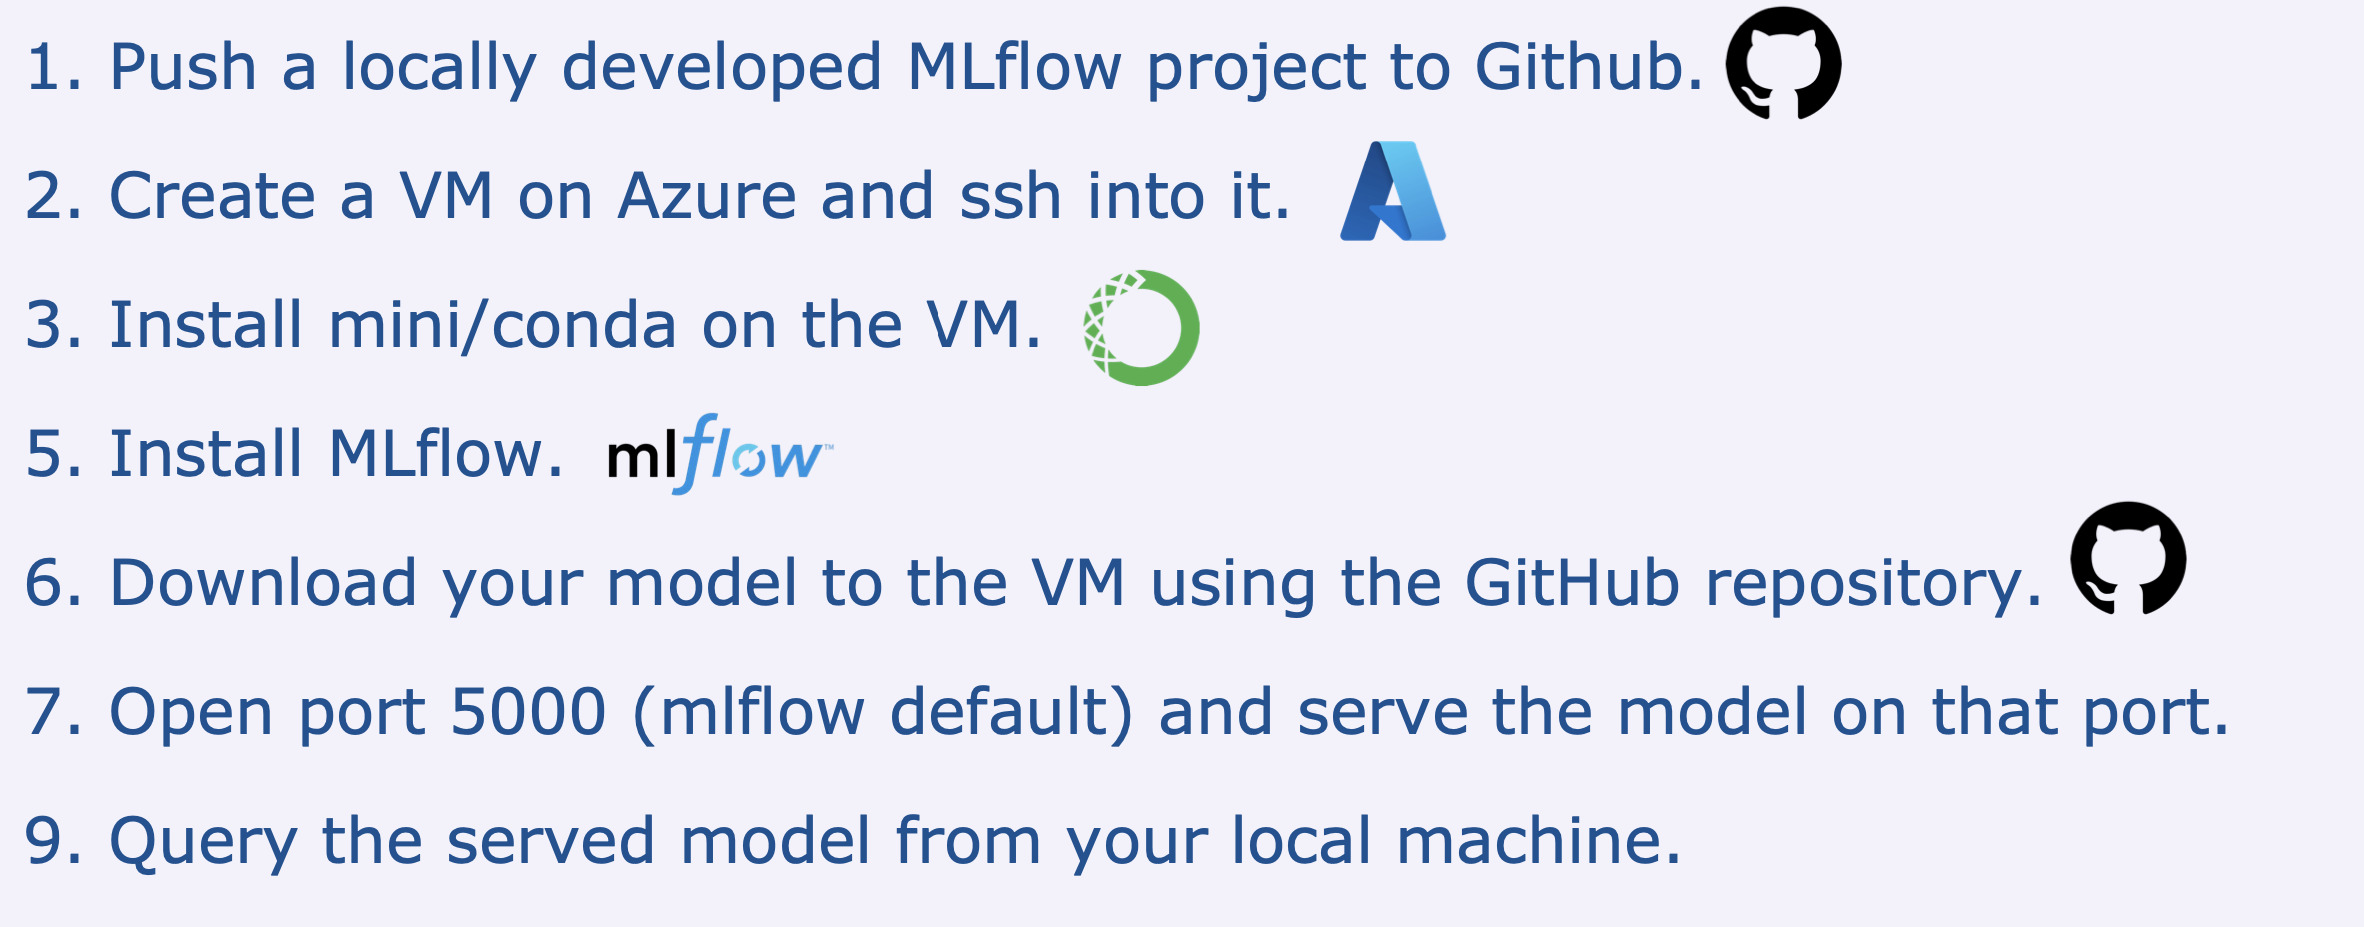 1. Push a locally developed MLflow project to Github.
2. Create a VM on Azure and ssh into it.
3. Install mini/conda on the VM.
5. Install MLflow. mlflow™
6. Download your model to the VM using the GitHub repository.
7. Open port 5000 (mlflow default) and serve the model on that port.
9. Query the served model from your local machine.